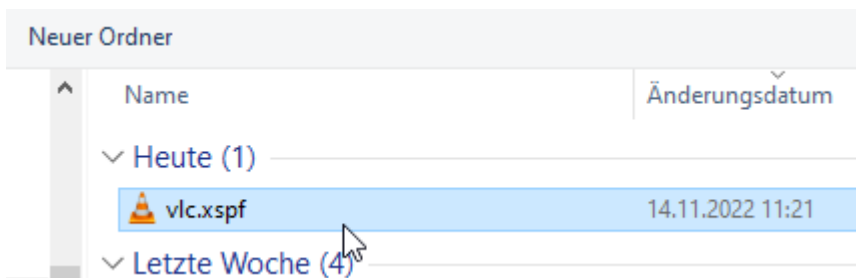 Neuer Ordner
Name Änderungsdatum
Heute (1)
vlc.xspf 14.11.2022 11:21
Letzte Woche (4)